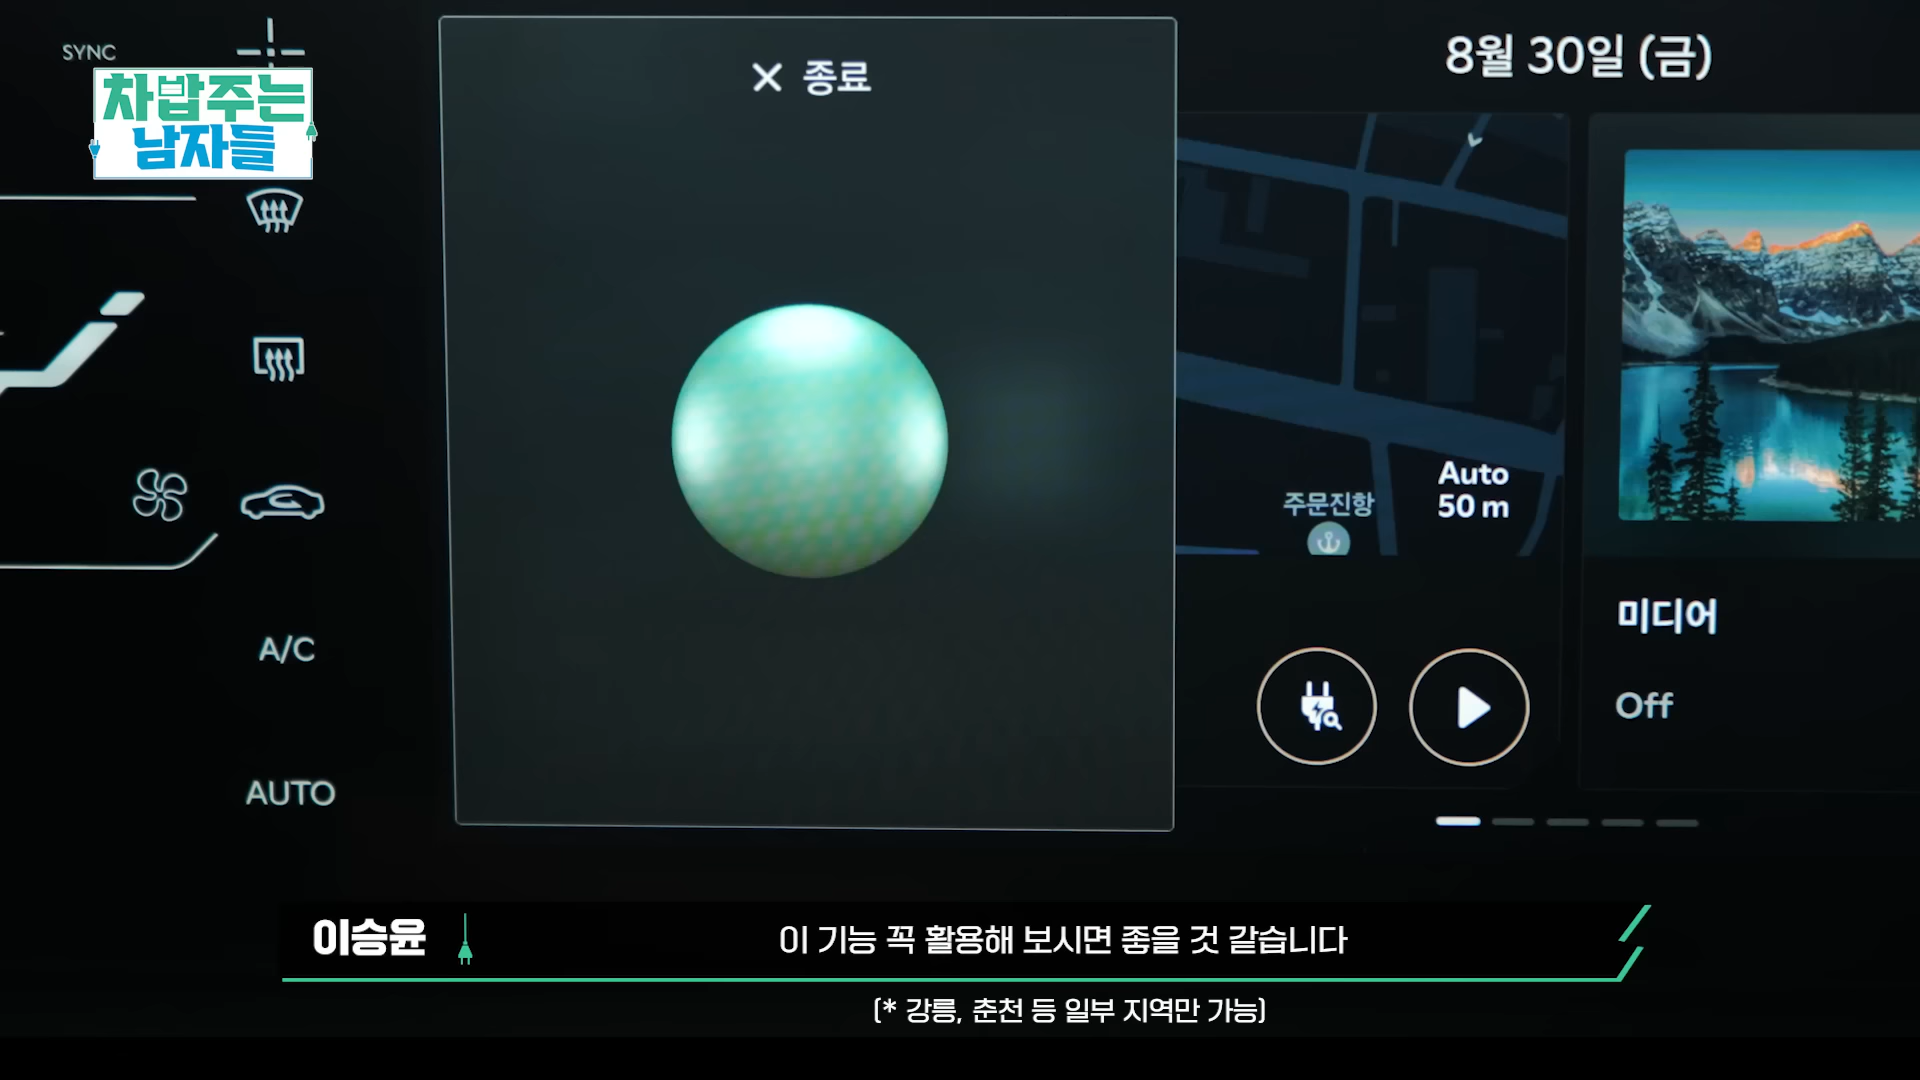 SYNC
차밥주는
남자들
✕ 종료
8월 30일 (금)
주문진항
Auto
50 m
미디어
Off
A/C
AUTO
이승윤
이 기능 꼭 활용해 보시면 좋을 것 같습니다
(* 강릉, 춘천 등 일부 지역만 가능)